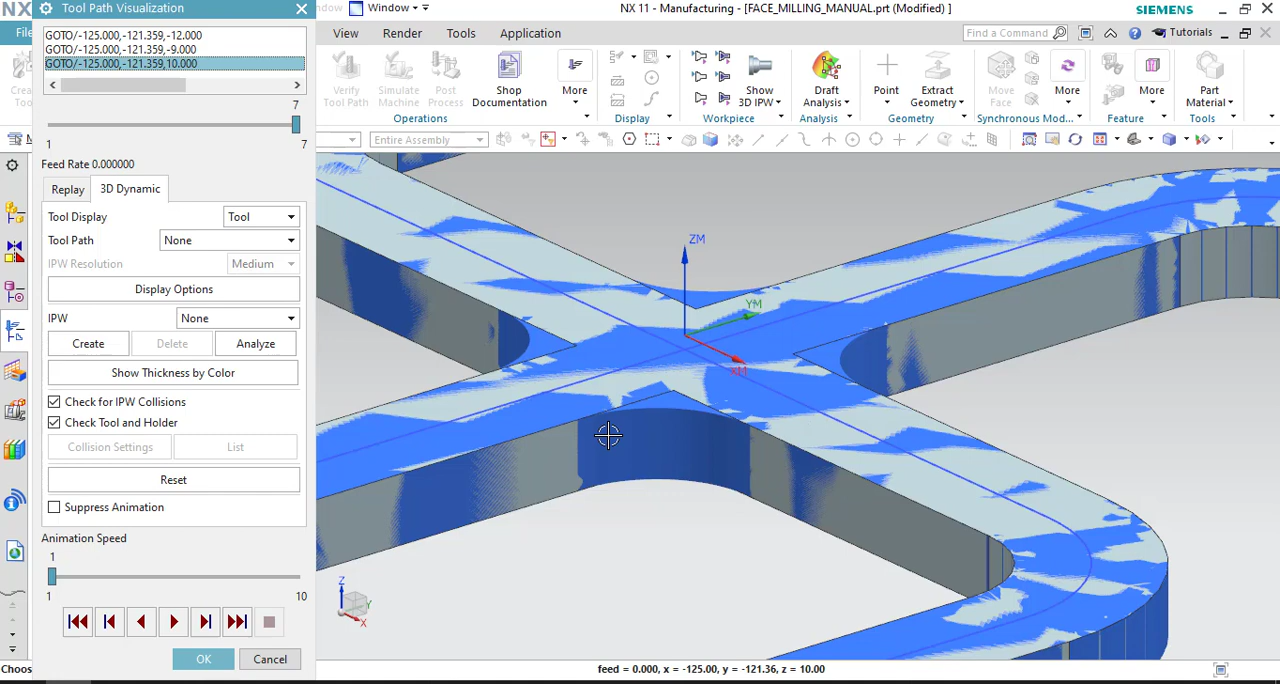 NX
Tool Path Visualization
Window
NX 11 - Manufacturing - [FACE_MILLING_MANUAL.prt (Modified) ]
SIEMENS
View
Render
Tools
Application
Find a Command
Tutorials
GOTO/-125.000,-121.359,-12.000
GOTO/-125.000,-121.359,-9.000
GOTO/-125.000,-121.359,10.000
7
1
7
Feed Rate 0.000000
Replay
3D Dynamic
Tool Display
Tool
Tool Path
None
IPW Resolution
Medium
Display Options
IPW
None
Create
Delete
Analyze
Show Thickness by Color
Check for IPW Collisions
Check Tool and Holder
Collision Settings
List
Reset
Suppress Animation
Animation Speed
1
1
10
OK
Cancel
Verify
Tool Path
Simulate
Machine
Post
Process
Shop
Documentation
More
Operations
Display
Show
3D IPW
Workpiece
Draft
Analysis
Analysis
Point
Extract
Geometry
Geometry
Move
Face
More
Synchronous Mod...
More
Feature
Part
Material
Tools
Entire Assembly
ZM
YM
XM
Z
Y
X
feed = 0.000, x = -125.00, y = -121.36, z = 10.00